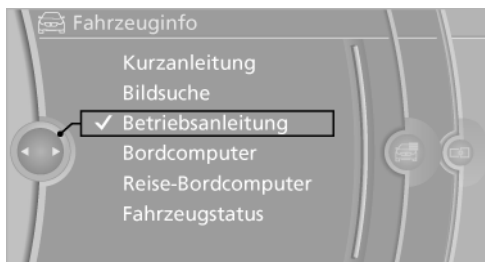 Fahrzeuginfo
Kurzanleitung
Bildsuche
Betriebsanleitung
Bordcomputer
Reise-Bordcomputer
Fahrzeugstatus